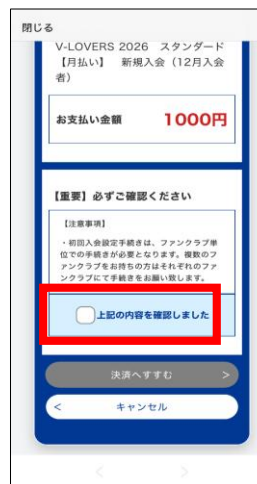 閉じる
V-LOVERS 2026 スタンダード
【月払い】 新規入会（12月入会
者）
お支払い金額 1000円
【重要】必ずご確認ください
【注意事項】
・初回入会設定手続きは、ファンクラブ単
位での手続きが必要となります。複数のフ
ァンクラブをお持ちの方はそれぞれのファ
ンクラブにて手続きをお願い致します。
上記の内容を確認しました
決済へすすむ >
< キャンセル
< >